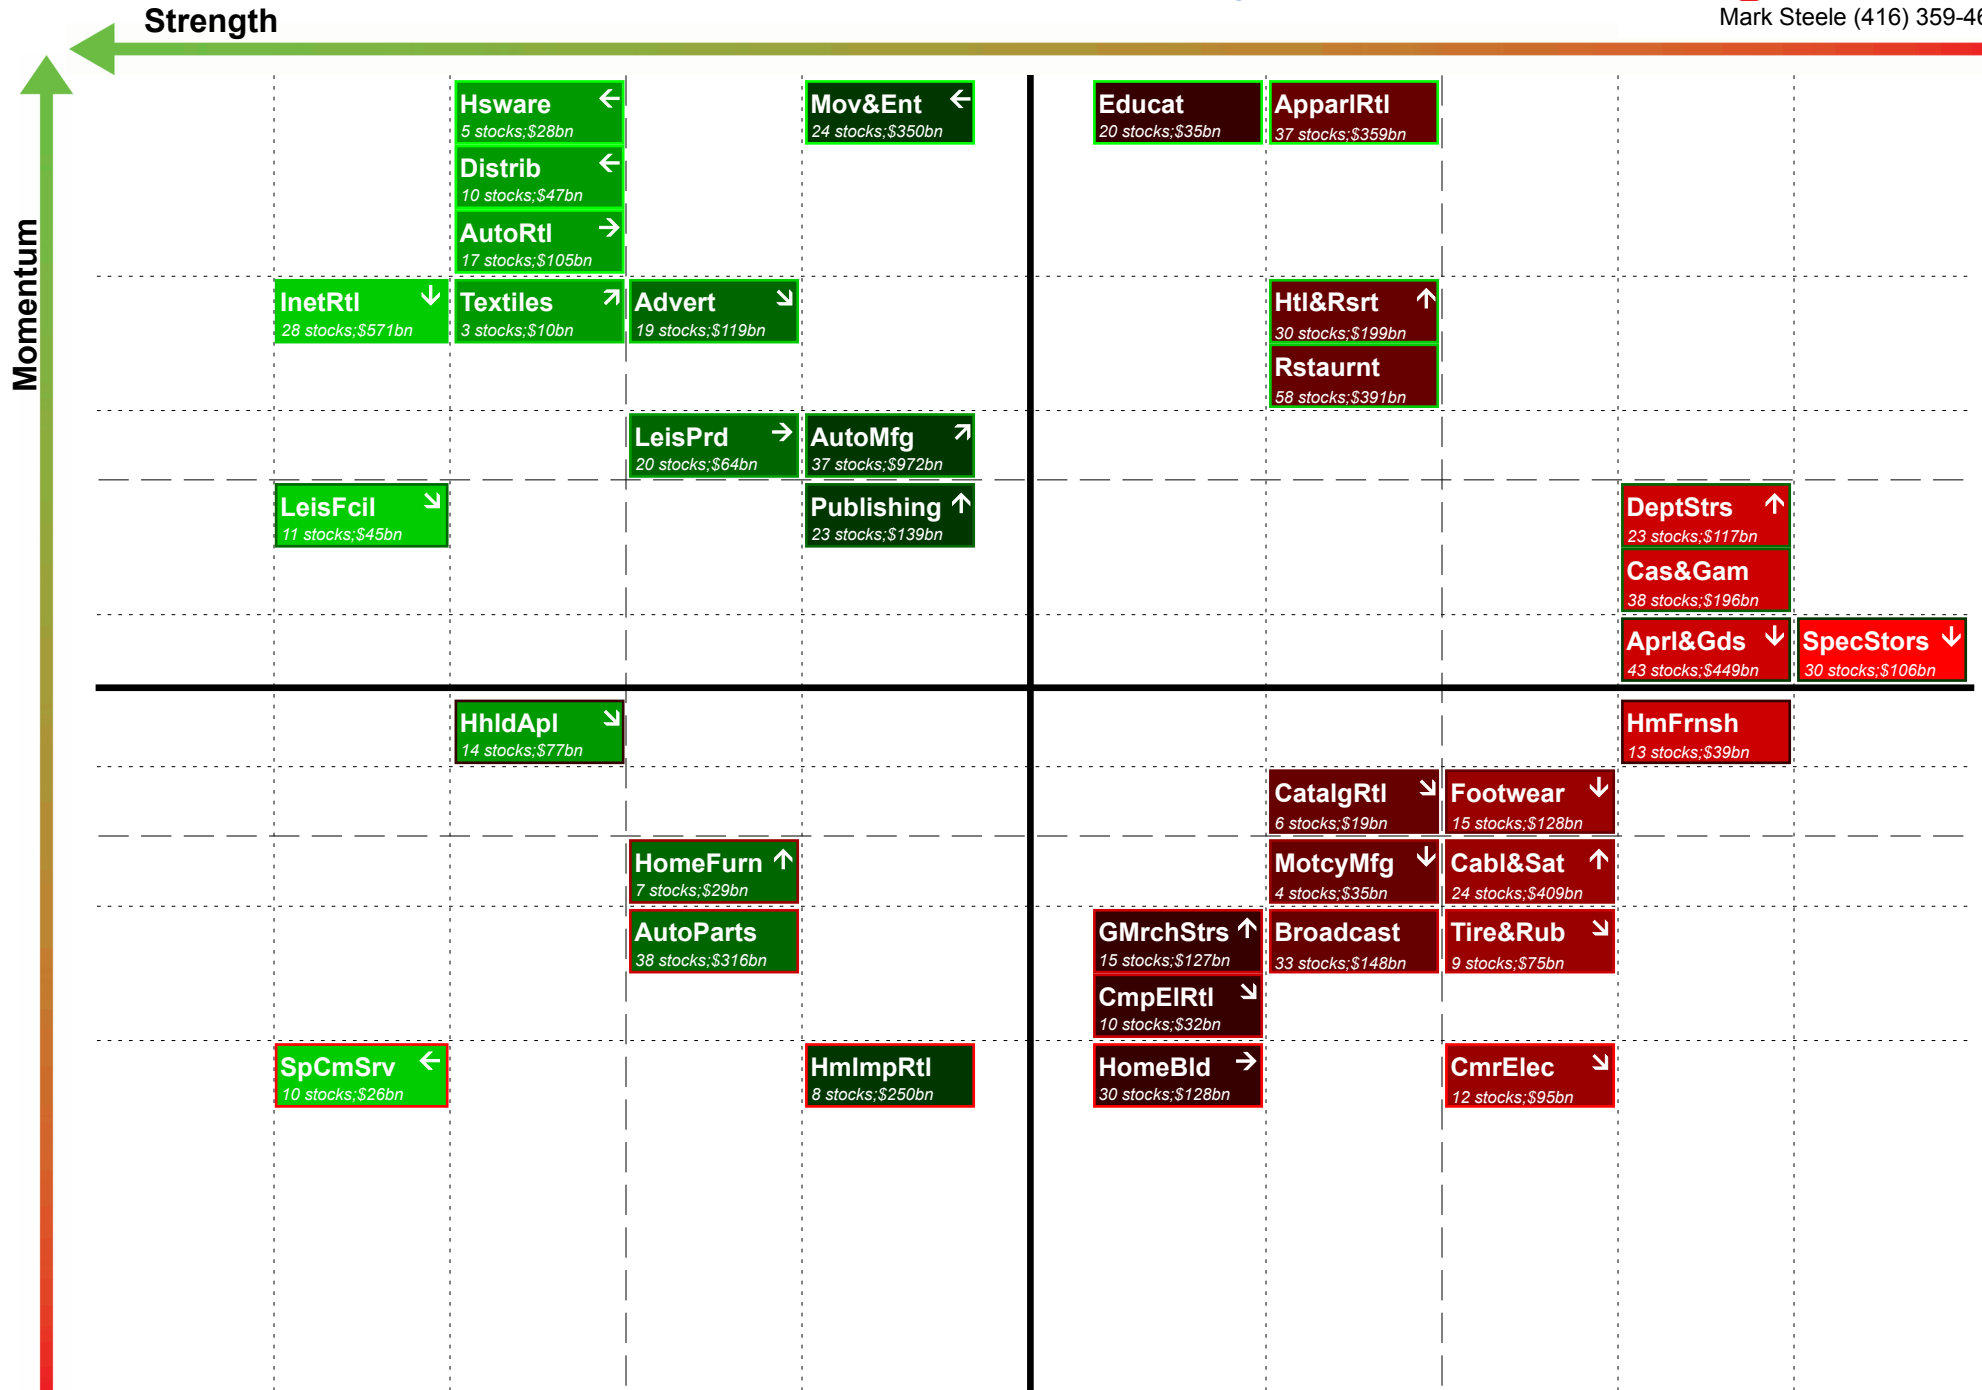 Strength
Mark Steele (416) 359-46
Momentum
Hsware ←
5 stocks;$28bn
Mov&Ent ←
24 stocks;$350bn
Educat
20 stocks;$35bn
ApparlRtl
37 stocks;$359bn
Distrib ←
10 stocks;$47bn
AutoRtl →
17 stocks;$105bn
InetRtl ↓
28 stocks;$571bn
Textiles ↗
3 stocks;$10bn
Advert ↘
19 stocks;$119bn
Htl&Rsrt ↑
30 stocks;$199bn
Rstaurnt
58 stocks;$391bn
LeisPrd →
20 stocks;$64bn
AutoMfg ↗
37 stocks;$972bn
LeisFcil ↘
11 stocks;$45bn
Publishing ↑
23 stocks;$139bn
DeptStrs ↑
23 stocks;$117bn
Cas&Gam
38 stocks;$196bn
Aprl&Gds ↓
43 stocks;$449bn
SpecStors ↓
30 stocks;$106bn
HhldApl ↘
14 stocks;$77bn
HmFrnsh
13 stocks;$39bn
CatalgRtl ↘
6 stocks;$19bn
Footwear ↓
15 stocks;$128bn
HomeFurn ↑
7 stocks;$29bn
MotcyMfg ↓
4 stocks;$35bn
Cabl&Sat ↑
24 stocks;$409bn
AutoParts
38 stocks;$316bn
GMrchStrs ↑
15 stocks;$127bn
Broadcast
33 stocks;$148bn
Tire&Rub ↘
9 stocks;$75bn
CmpElRtl ↘
10 stocks;$32bn
SpCmSrv ←
10 stocks;$26bn
HmImpRtl
8 stocks;$250bn
HomeBld →
30 stocks;$128bn
CmrElec ↘
12 stocks;$95bn